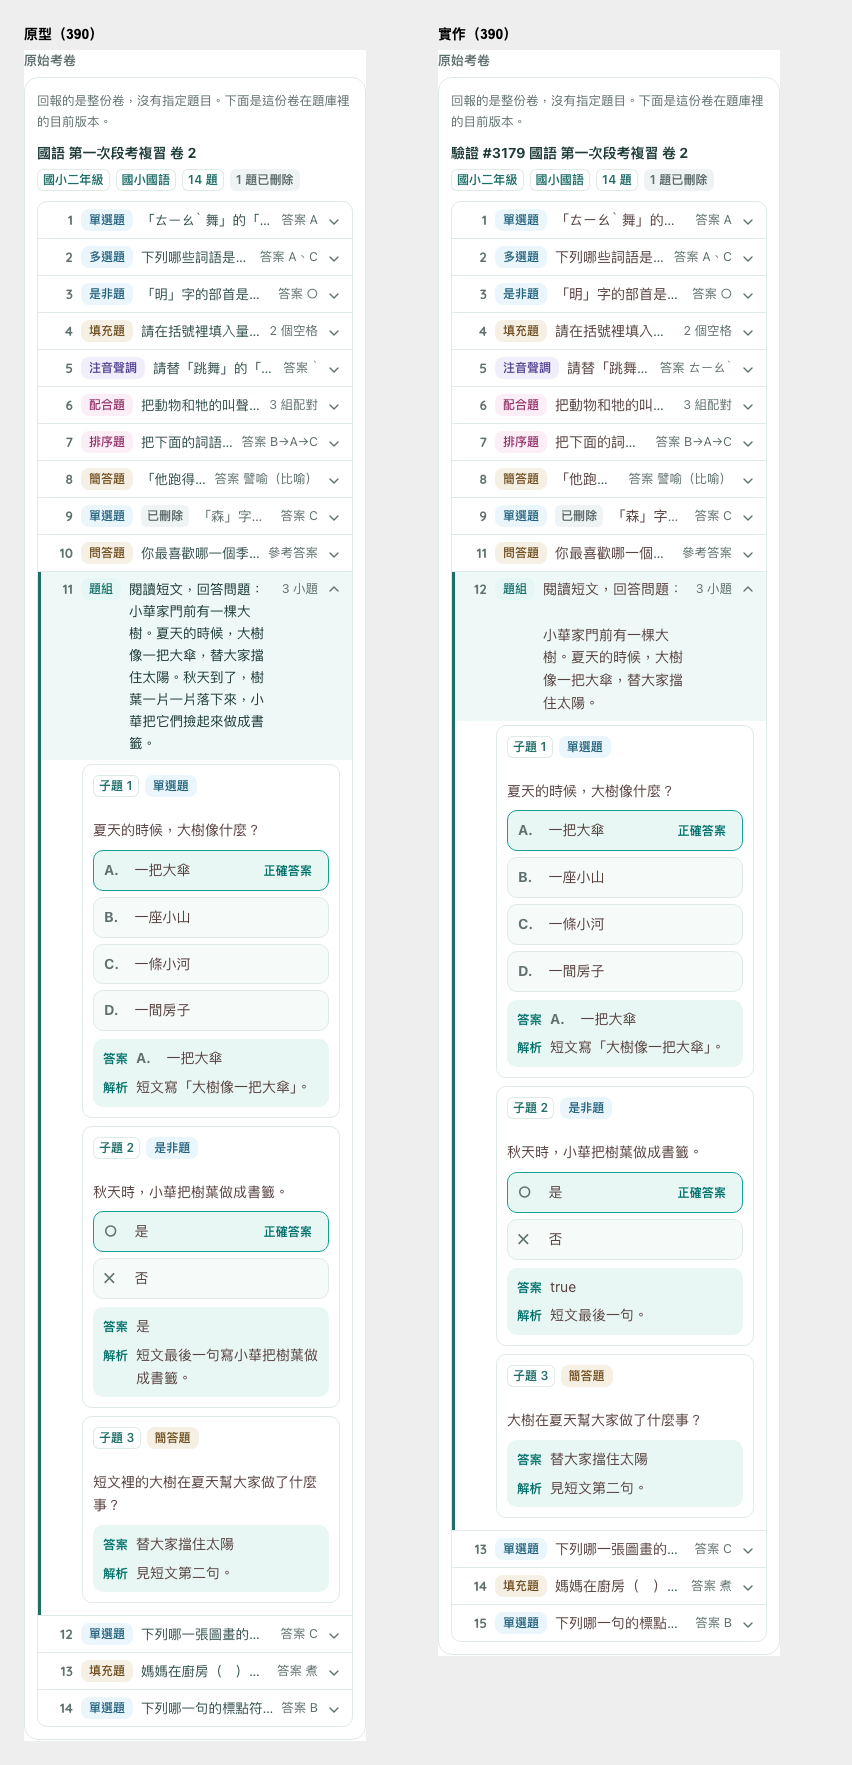 原型（390）
原始考卷
回報的是整份卷，沒有指定題目。下面是這份卷在題庫裡
的目前版本。
國語 第一次段考複習 卷 2
國小二年級 國小國語 14 題 1 題已刪除
1 單選題 「ㄊㄧㄠˋ 舞」的「... 答案 A
2 多選題 下列哪些詞語是... 答案 A、C
3 是非題 「明」字的部首是... 答案 ○
4 填充題 請在括號裡填入量... 2 個空格
5 注音聲調 請替「跳舞」的「... 答案 ˋ
6 配合題 把動物和牠的叫聲... 3 組配對
7 排序題 把下面的詞語... 答案 B→A→C
8 簡答題 「他跑得... 答案 譬喻（比喻）
9 單選題 已刪除 「森」字... 答案 C
10 問答題 你最喜歡哪一個季... 參考答案
11 題組 閱讀短文，回答問題： 3 小題
小華家門前有一棵大
樹。夏天的時候，大樹
像一把大傘，替大家擋
住太陽。秋天到了，樹
葉一片一片落下來，小
華把它們撿起來做成書
籤。
子題 1 單選題
夏天的時候，大樹像什麼？
A. 一把大傘 正確答案
B. 一座小山
C. 一條小河
D. 一間房子
答案 A. 一把大傘
解析 短文寫「大樹像一把大傘」。
子題 2 是非題
秋天時，小華把樹葉做成書籤。
○ 是 正確答案
✕ 否
答案 是
解析 短文最後一句寫小華把樹葉做
成書籤。
子題 3 簡答題
短文裡的大樹在夏天幫大家做了什麼
事？
答案 替大家擋住太陽
解析 見短文第二句。
12 單選題 下列哪一張圖畫的... 答案 C
13 填充題 媽媽在廚房（　）... 答案 煮
14 單選題 下列哪一句的標點符... 答案 B
實作（390）
原始考卷
回報的是整份卷，沒有指定題目。下面是這份卷在題庫裡
的目前版本。
驗證 #3179 國語 第一次段考複習 卷 2
國小二年級 國小國語 14 題 1 題已刪除
1 單選題 「ㄊㄧㄠˋ 舞」的... 答案 A
2 多選題 下列哪些詞語是... 答案 A、C
3 是非題 「明」字的部首是... 答案 ○
4 填充題 請在括號裡填入... 2 個空格
5 注音聲調 請替「跳舞... 答案 ㄊㄧㄠˋ
6 配合題 把動物和牠的叫... 3 組配對
7 排序題 把下面的詞... 答案 B→A→C
8 簡答題 「他跑... 答案 譬喻（比喻）
9 單選題 已刪除 「森」字... 答案 C
11 問答題 你最喜歡哪一個... 參考答案
12 題組 閱讀短文，回答問題： 3 小題
小華家門前有一棵大
樹。夏天的時候，大樹
像一把大傘，替大家擋
住太陽。
子題 1 單選題
夏天的時候，大樹像什麼？
A. 一把大傘 正確答案
B. 一座小山
C. 一條小河
D. 一間房子
答案 A. 一把大傘
解析 短文寫「大樹像一把大傘」。
子題 2 是非題
秋天時，小華把樹葉做成書籤。
○ 是 正確答案
✕ 否
答案 true
解析 短文最後一句。
子題 3 簡答題
大樹在夏天幫大家做了什麼事？
答案 替大家擋住太陽
解析 見短文第二句。
13 單選題 下列哪一張圖畫的... 答案 C
14 填充題 媽媽在廚房（　）... 答案 煮
15 單選題 下列哪一句的標點... 答案 B